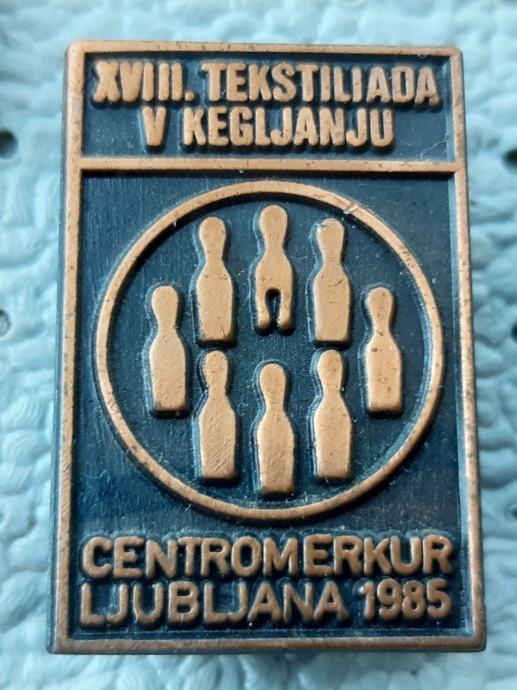 XVIII. TEKSTILIADA
V KEGLJANJU
CENTROMERKUR
LJUBLJANA 1985